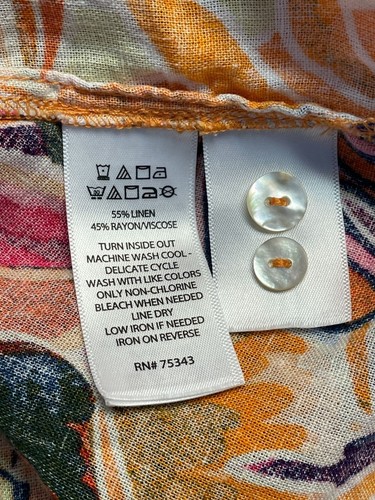 55% LINEN
45% RAYON/VISCOSE
TURN INSIDE OUT
MACHINE WASH COOL -
DELICATE CYCLE
WASH WITH LIKE COLORS
ONLY NON-CHLORINE
BLEACH WHEN NEEDED
LINE DRY
LOW IRON IF NEEDED
IRON ON REVERSE
RN# 75343